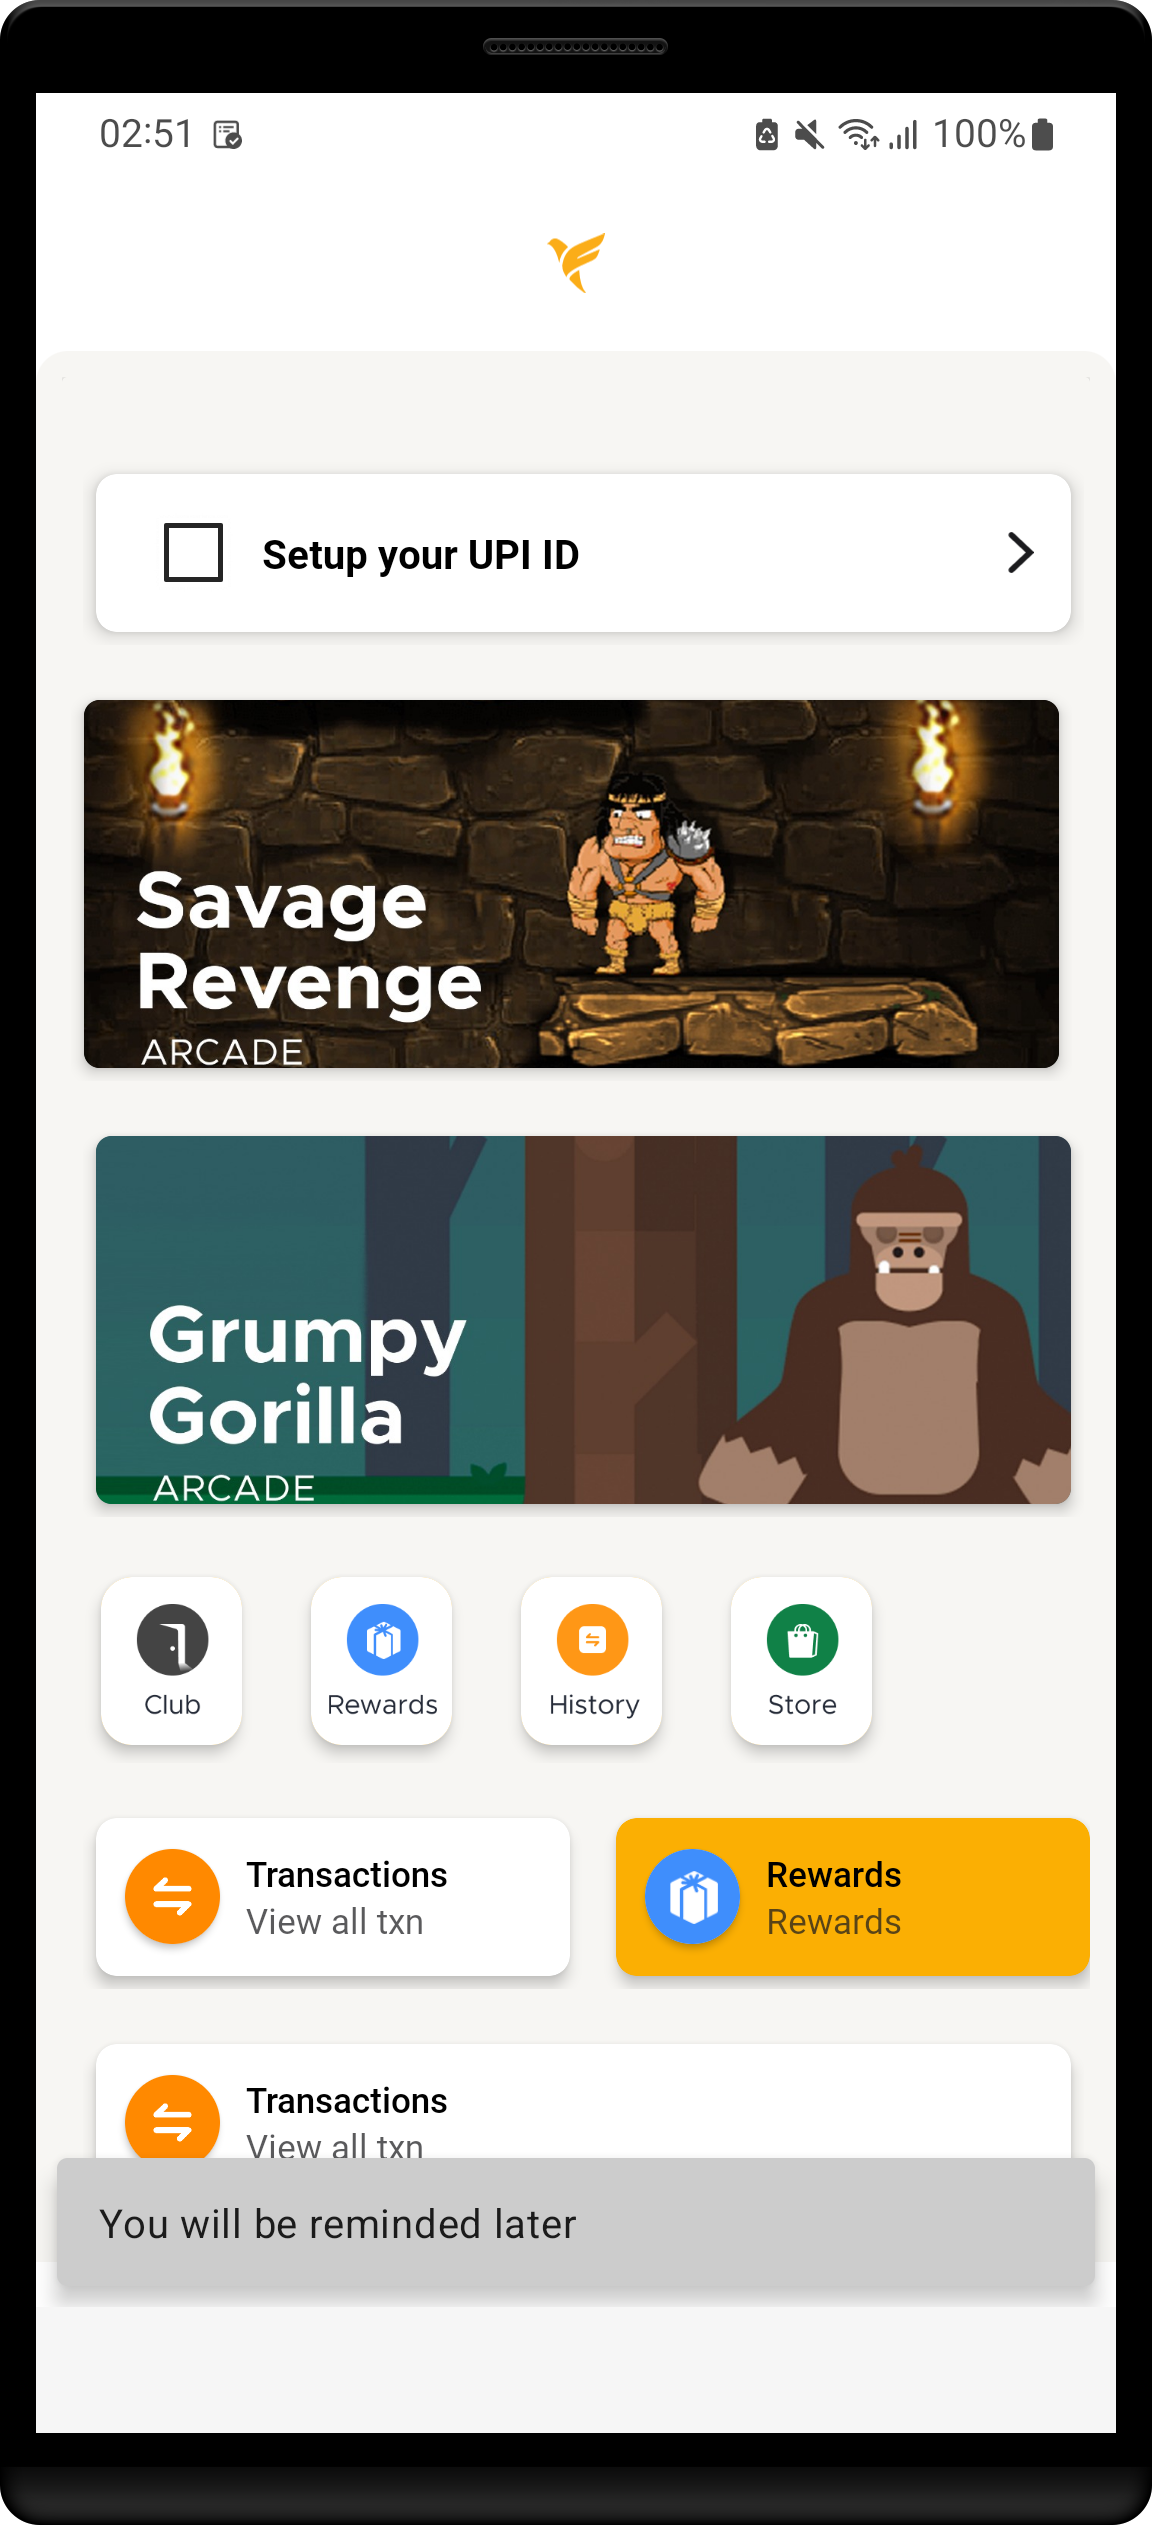 02:51
100%
Setup your UPI ID
Savage
Revenge
ARCADE
Grumpy
Gorilla
ARCADE
Club
Rewards
History
Store
Transactions
View all txn
Rewards
Rewards
Transactions
View all txn
You will be reminded later